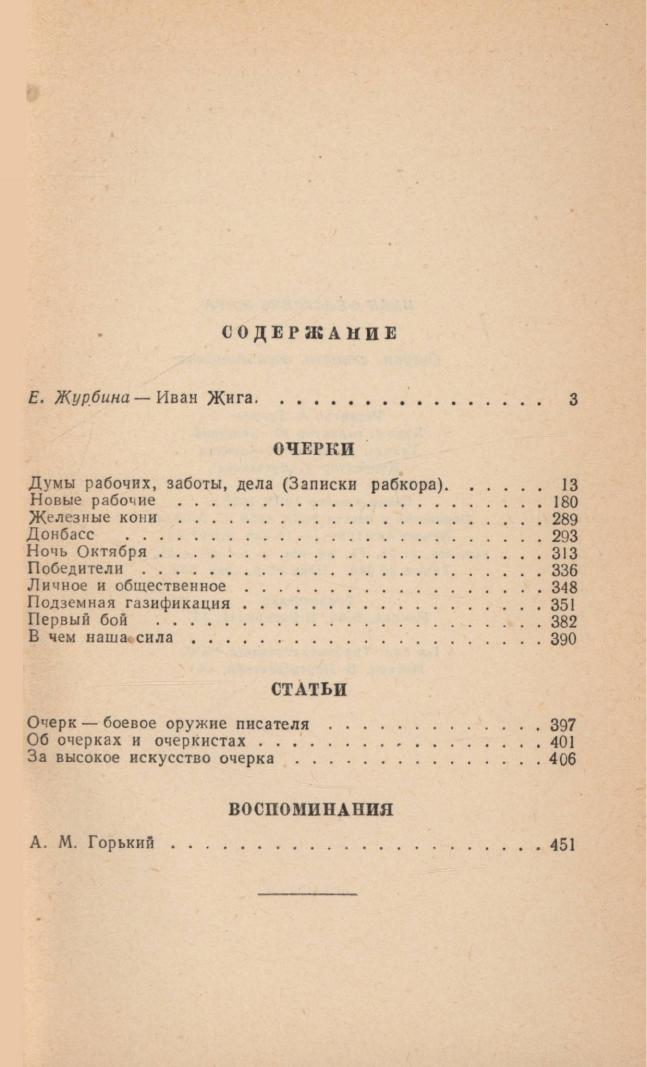 СОДЕРЖАНИЕ
Е. Журбина — Иван Жига. . . . . . . . . . . . . . . . 3
ОЧЕРКИ
Думы рабочих, заботы, дела (Записки рабкора). . . . . . 13
Новые рабочие . . . . . . . . . . . . . . . . . . . . 180
Железные кони . . . . . . . . . . . . . . . . . . . . 289
Донбасс . . . . . . . . . . . . . . . . . . . . . . . 293
Ночь Октября . . . . . . . . . . . . . . . . . . . . . 313
Победители . . . . . . . . . . . . . . . . . . . . . . 336
Личное и общественное . . . . . . . . . . . . . . . . 348
Подземная газификация . . . . . . . . . . . . . . . . 351
Первый бой . . . . . . . . . . . . . . . . . . . . . . 382
В чем наша сила . . . . . . . . . . . . . . . . . . . 390
СТАТЬИ
Очерк — боевое оружие писателя . . . . . . . . . . . . 397
Об очерках и очеркистах . . . . . . . . . . . . . . . 401
За высокое искусство очерка . . . . . . . . . . . . . 406
ВОСПОМИНАНИЯ
А. М. Горький . . . . . . . . . . . . . . . . . . . . 451